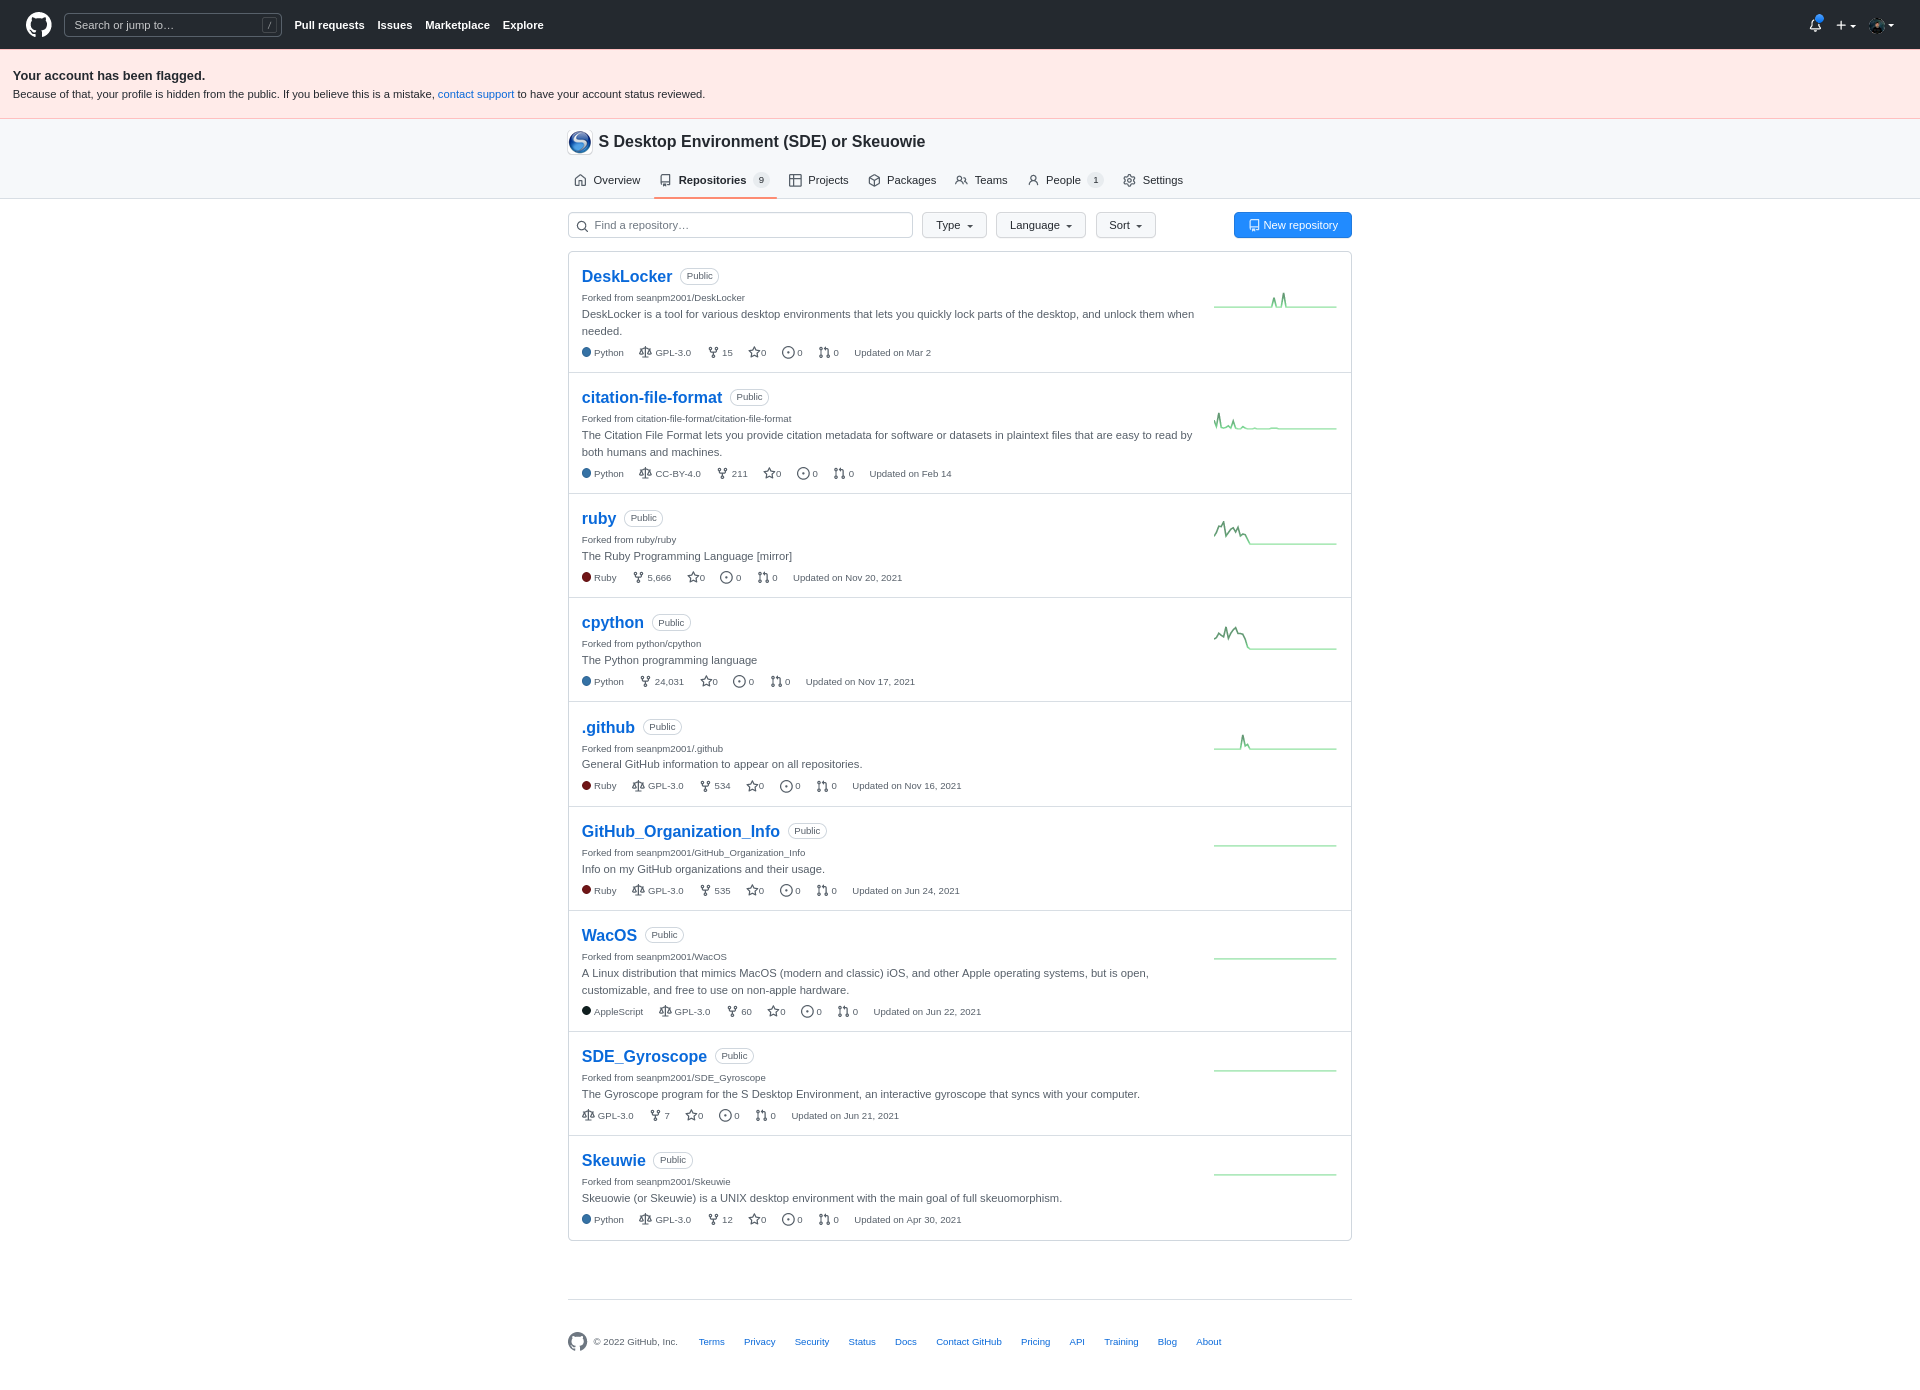 Search or jump to… /
Pull requests Issues Marketplace Explore
Your account has been flagged.
Because of that, your profile is hidden from the public. If you believe this is a mistake, contact support to have your account status reviewed.
S Desktop Environment (SDE) or Skeuowie
Overview Repositories 9 Projects Packages Teams People 1 Settings
Find a repository… Type Language Sort New repository
DeskLocker Public
Forked from seanpm2001/DeskLocker
DeskLocker is a tool for various desktop environments that lets you quickly lock parts of the desktop, and unlock them when
needed.
Python GPL-3.0 15 0 0 0 Updated on Mar 2
citation-file-format Public
Forked from citation-file-format/citation-file-format
The Citation File Format lets you provide citation metadata for software or datasets in plaintext files that are easy to read by
both humans and machines.
Python CC-BY-4.0 211 0 0 0 Updated on Feb 14
ruby Public
Forked from ruby/ruby
The Ruby Programming Language [mirror]
Ruby 5,666 0 0 0 Updated on Nov 20, 2021
cpython Public
Forked from python/cpython
The Python programming language
Python 24,031 0 0 0 Updated on Nov 17, 2021
.github Public
Forked from seanpm2001/.github
General GitHub information to appear on all repositories.
Ruby GPL-3.0 534 0 0 0 Updated on Nov 16, 2021
GitHub_Organization_Info Public
Forked from seanpm2001/GitHub_Organization_Info
Info on my GitHub organizations and their usage.
Ruby GPL-3.0 535 0 0 0 Updated on Jun 24, 2021
WacOS Public
Forked from seanpm2001/WacOS
A Linux distribution that mimics MacOS (modern and classic) iOS, and other Apple operating systems, but is open,
customizable, and free to use on non-apple hardware.
AppleScript GPL-3.0 60 0 0 0 Updated on Jun 22, 2021
SDE_Gyroscope Public
Forked from seanpm2001/SDE_Gyroscope
The Gyroscope program for the S Desktop Environment, an interactive gyroscope that syncs with your computer.
GPL-3.0 7 0 0 0 Updated on Jun 21, 2021
Skeuwie Public
Forked from seanpm2001/Skeuwie
Skeuowie (or Skeuwie) is a UNIX desktop environment with the main goal of full skeuomorphism.
Python GPL-3.0 12 0 0 0 Updated on Apr 30, 2021
© 2022 GitHub, Inc. Terms Privacy Security Status Docs Contact GitHub Pricing API Training Blog About